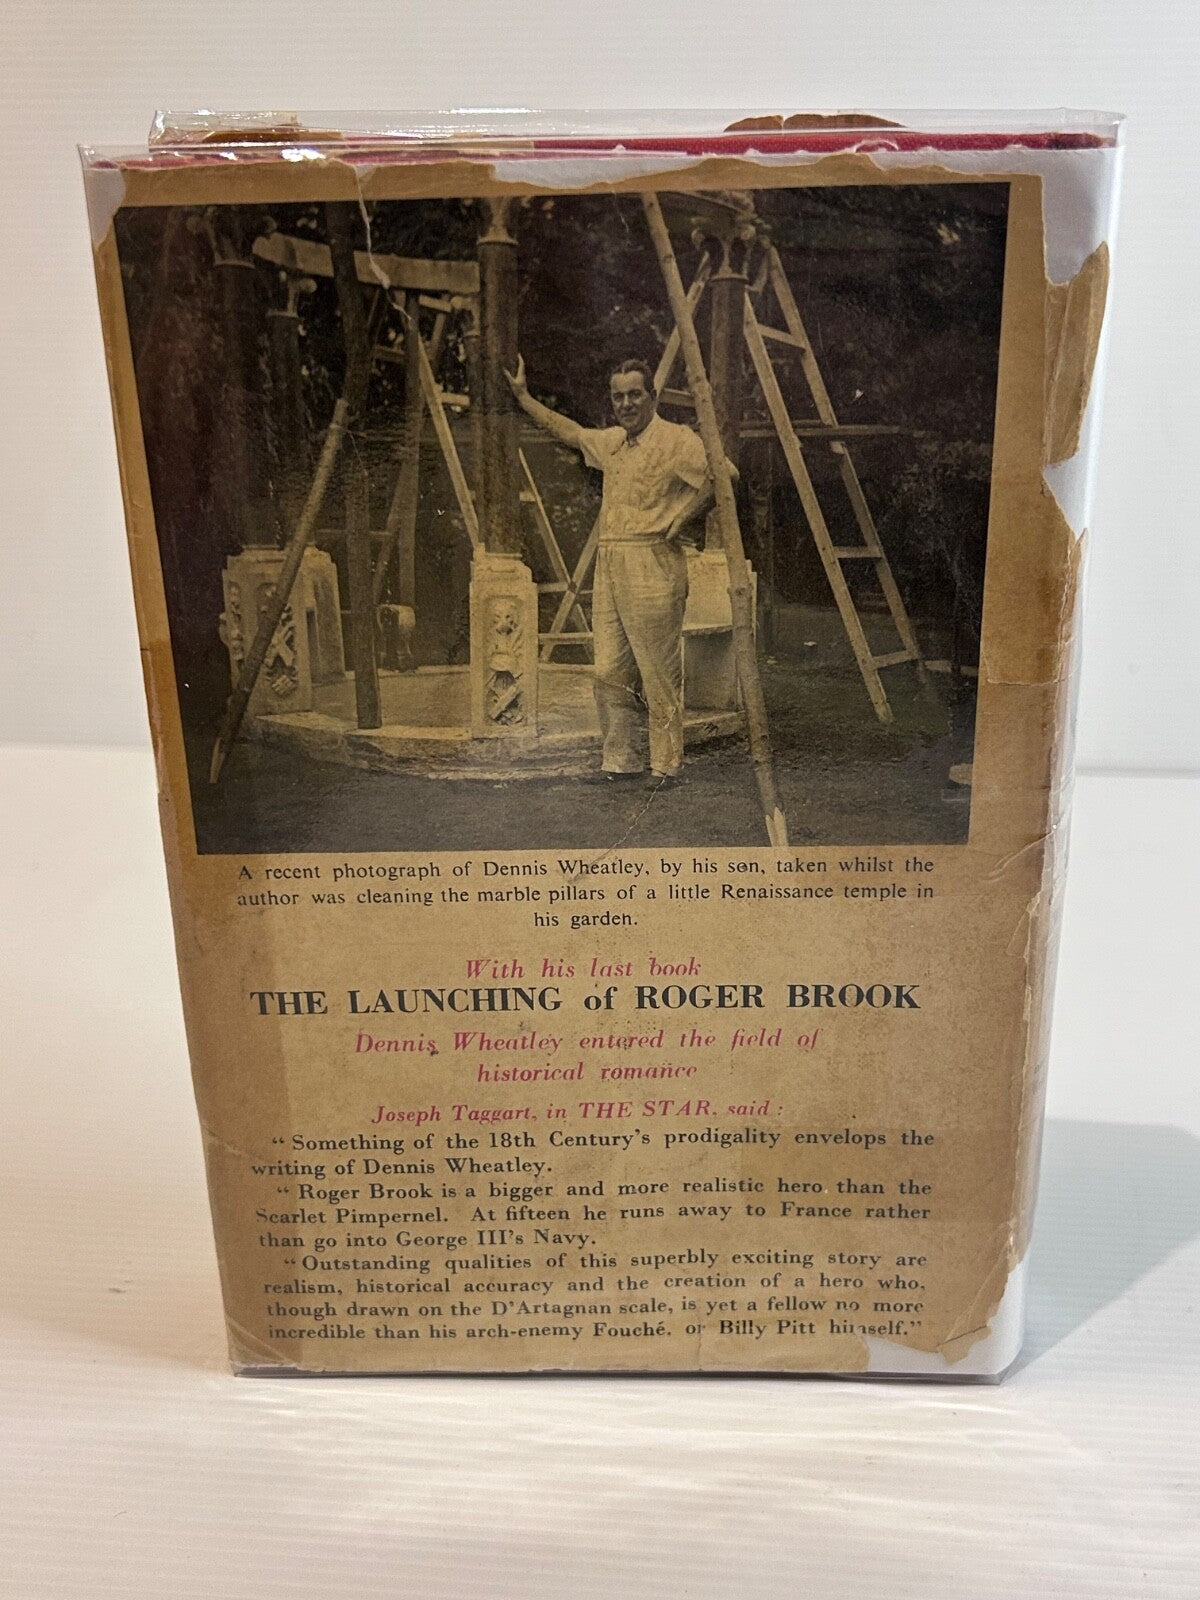 A recent photograph of Dennis Wheatley, by his son, taken whilst the
author was cleaning the marble pillars of a little Renaissance temple in
his garden.
With his last book
THE LAUNCHING of ROGER BROOK
Dennis Wheatley entered the field of
historical romance
Joseph Taggart, in THE STAR, said :
“ Something of the 18th Century’s prodigality envelops the
writing of Dennis Wheatley.
“ Roger Brook is a bigger and more realistic hero than the
Scarlet Pimpernel. At fifteen he runs away to France rather
than go into George III’s Navy.
“ Outstanding qualities of this superbly exciting story are
realism, historical accuracy and the creation of a hero who,
though drawn on the D’Artagnan scale, is yet a fellow no more
incredible than his arch-enemy Fouché, or Billy Pitt himself.”